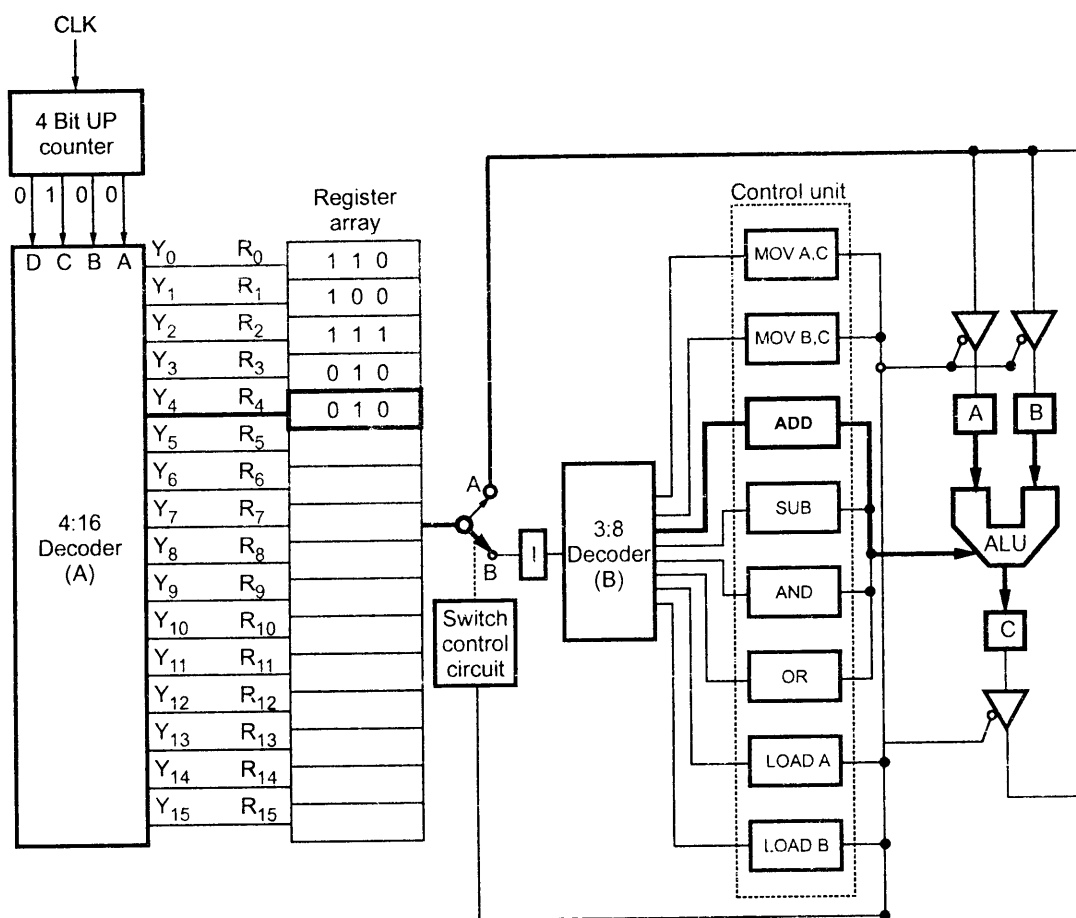 CLK
4 Bit UP
counter
0 1 0 0
D C B A
4:16
Decoder
(A)
Register
array
Y0 R0 1 1 0
Y1 R1 1 0 0
Y2 R2 1 1 1
Y3 R3 0 1 0
Y4 R4 0 1 0
Y5 R5
Y6 R6
Y7 R7
Y8 R8
Y9 R9
Y10 R10
Y11 R11
Y12 R12
Y13 R13
Y14 R14
Y15 R15
A
B
I
Switch
control
circuit
3:8
Decoder
(B)
Control unit
MOV A,C
MOV B,C
ADD
SUB
AND
OR
LOAD A
LOAD B
A B
ALU
C